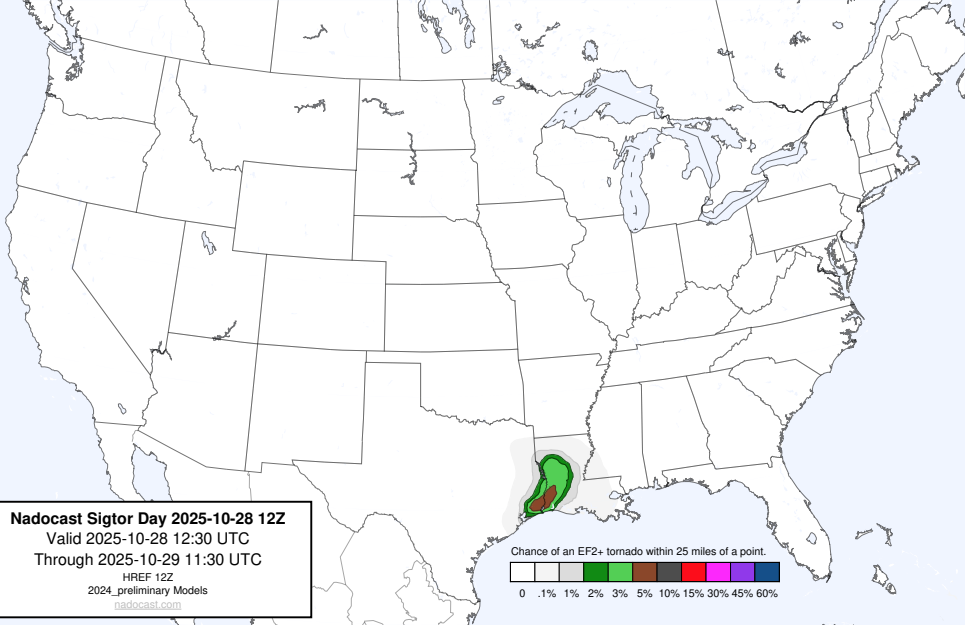 Nadocast Sigtor Day 2025-10-28 12Z
Valid 2025-10-28 12:30 UTC
Through 2025-10-29 11:30 UTC
HREF 12Z
2024_preliminary Models
nadocast.com
Chance of an EF2+ tornado within 25 miles of a point.
0 .1% 1% 2% 3% 5% 10% 15% 30% 45% 60%